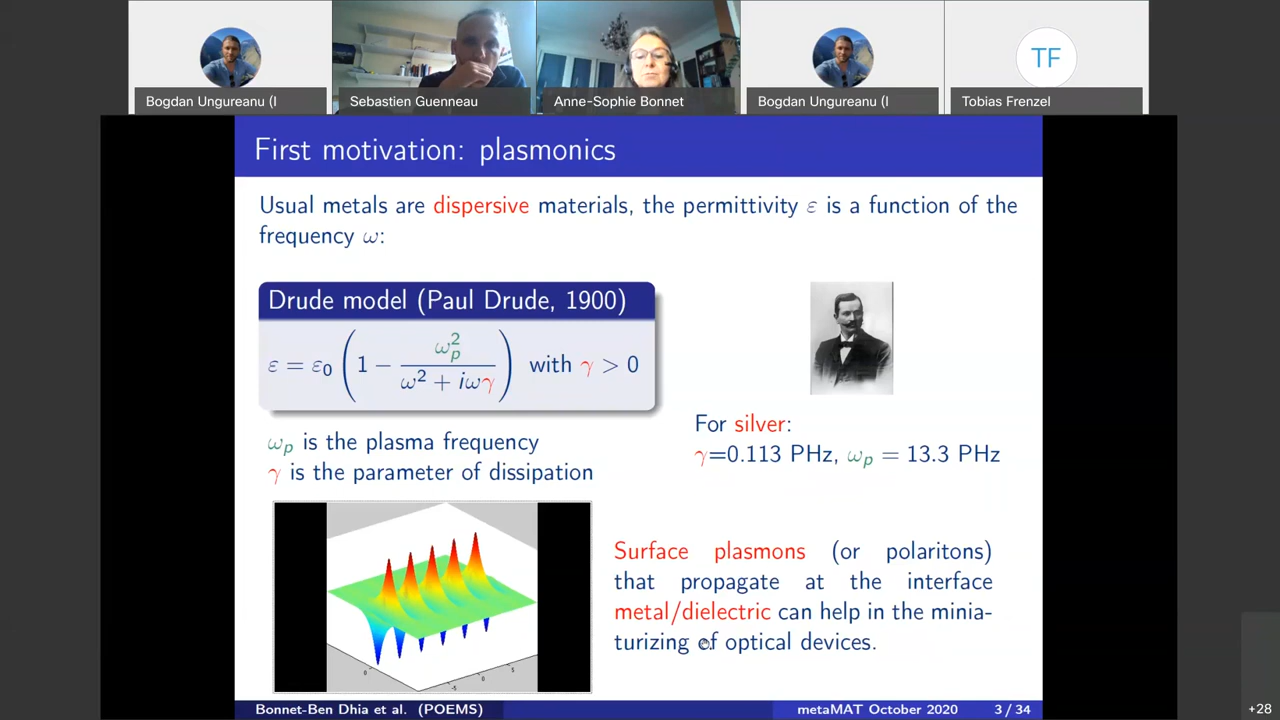 Bogdan Ungureanu (I
Sebastien Guenneau
Anne-Sophie Bonnet
Bogdan Ungureanu (I
TF
Tobias Frenzel
First motivation: plasmonics
Usual metals are dispersive materials, the permittivity ε is a function of the
frequency ω:
Drude model (Paul Drude, 1900)
ε = ε₀ (1 − ωₚ² / (ω² + iωγ)) with γ > 0
ωₚ is the plasma frequency
γ is the parameter of dissipation
For silver:
γ=0.113 PHz, ωₚ = 13.3 PHz
0
-5
0
5
Surface plasmons (or polaritons)
that propagate at the interface
metal/dielectric can help in the minia-
turizing of optical devices.
Bonnet-Ben Dhia et al. (POEMS)
metaMAT October 2020
3 / 34
+28